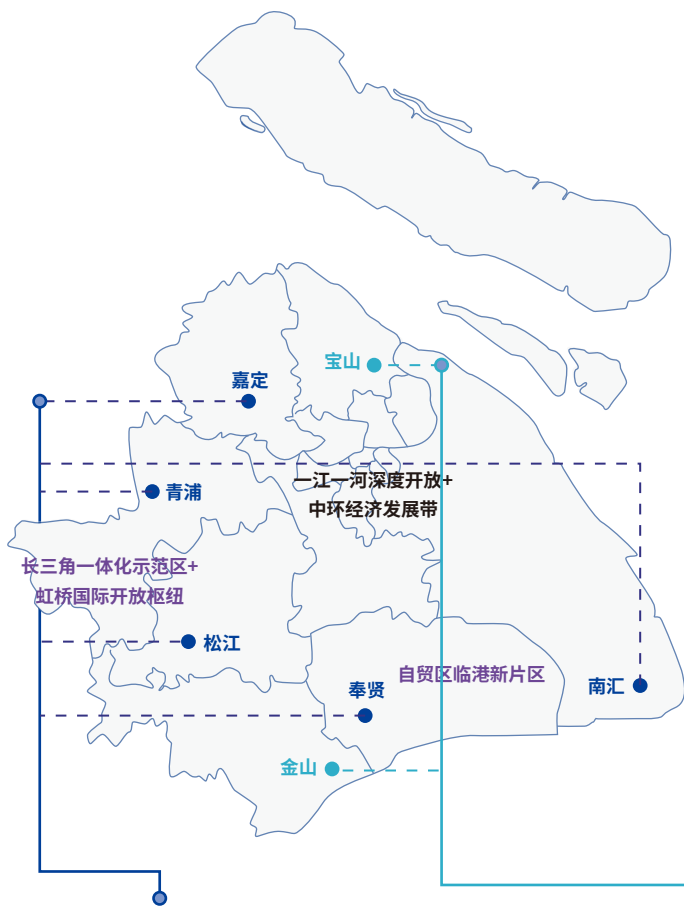 宝山
嘉定
一江一河深度开放+
中环经济发展带
青浦
长三角一体化示范区+
虹桥国际开放枢纽
松江
自贸区临港新片区
奉贤
南汇
金山